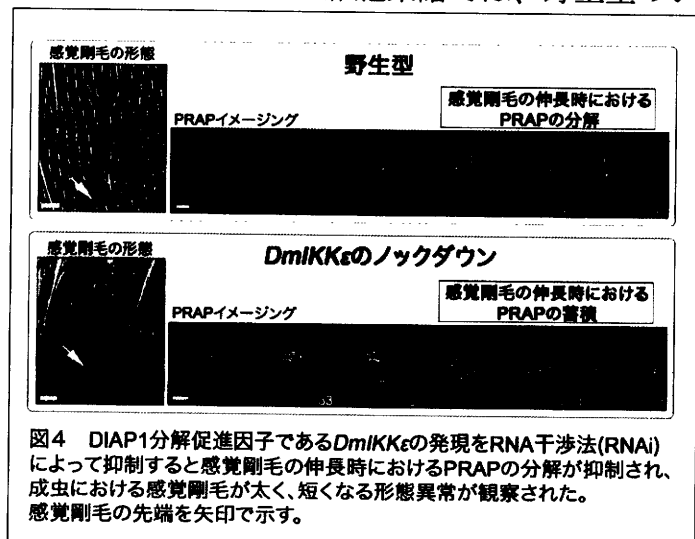 感覚剛毛の形態
野生型
PRAPイメージング
感覚剛毛の伸長時における
PRAPの分解
感覚剛毛の形態
DmIKKεのノックダウン
PRAPイメージング
感覚剛毛の伸長時における
PRAPの蓄積
図4 DIAP1分解促進因子であるDmIKKεの発現をRNA干渉法(RNAi)
によって抑制すると感覚剛毛の伸長時におけるPRAPの分解が抑制され、
成虫における感覚剛毛が太く、短くなる形態異常が観察された。
感覚剛毛の先端を矢印で示す。